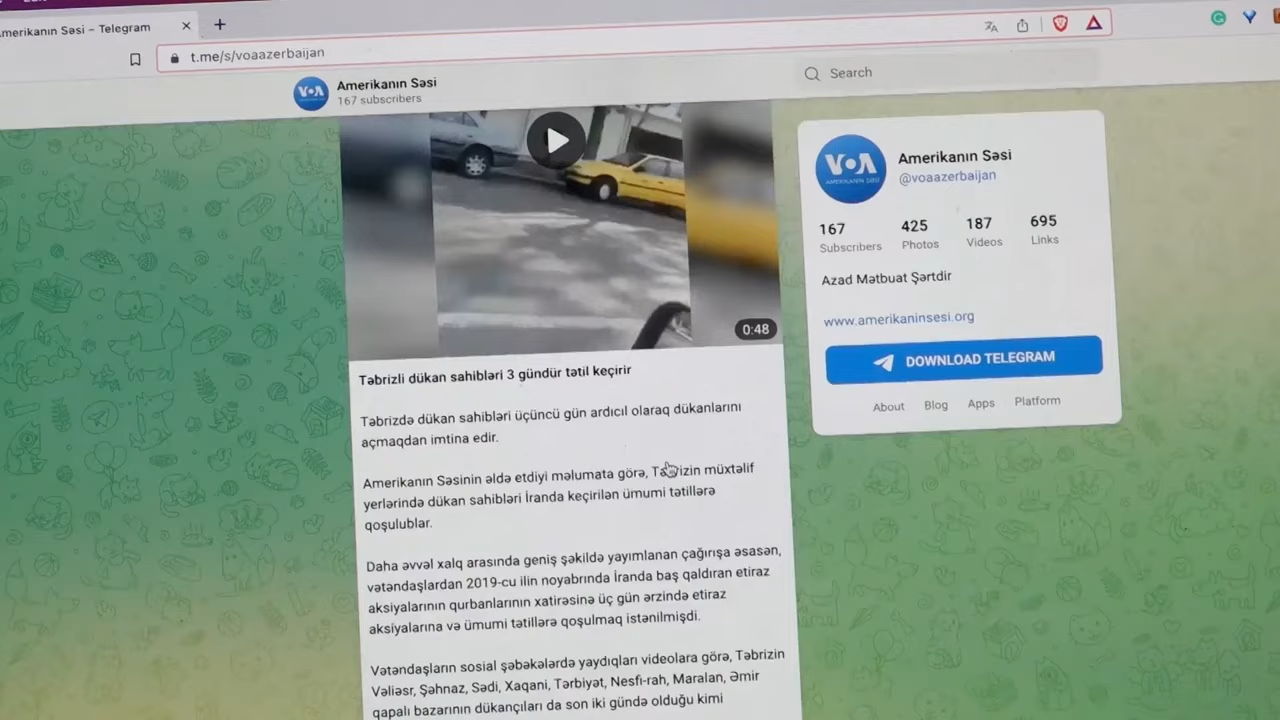 merikanın Səsi – Telegram
t.me/s/voaazerbaijan
VOA
Amerikanın Səsi
167 subscribers
Search
0:48
Təbrizli dükan sahibləri 3 gündür tətil keçirir
Təbrizdə dükan sahibləri üçüncü gün ardıcıl olaraq dükanlarını
açmaqdan imtina edir.
Amerikanın Səsinin əldə etdiyi məlumata görə, Təbrizin müxtəlif
yerlərində dükan sahibləri İranda keçirilən ümumi tətillərə
qoşulublar.
Daha əvvəl xalq arasında geniş şəkildə yayımlanan çağırışa əsasən,
vətəndaşlardan 2019-cu ilin noyabrında İranda baş qaldıran etiraz
aksiyalarının qurbanlarının xatirəsinə üç gün ərzində etiraz
aksiyalarına və ümumi tətillərə qoşulmaq istənilmişdi.
Vətəndaşların sosial şəbəkələrdə yaydıqları videolara görə, Təbrizin
Vəliəsr, Şəhnaz, Sədi, Xaqani, Tərbiyət, Nesfi-rah, Maralan, Əmir
qapalı bazarının dükançıları da son iki gündə olduğu kimi
VOA
AMERİKANIN SƏSİ
Amerikanın Səsi
@voaazerbaijan
167 425 187 695
Subscribers Photos Videos Links
Azad Mətbuat Şərtdir
www.amerikaninsesi.org
DOWNLOAD TELEGRAM
About Blog Apps Platform